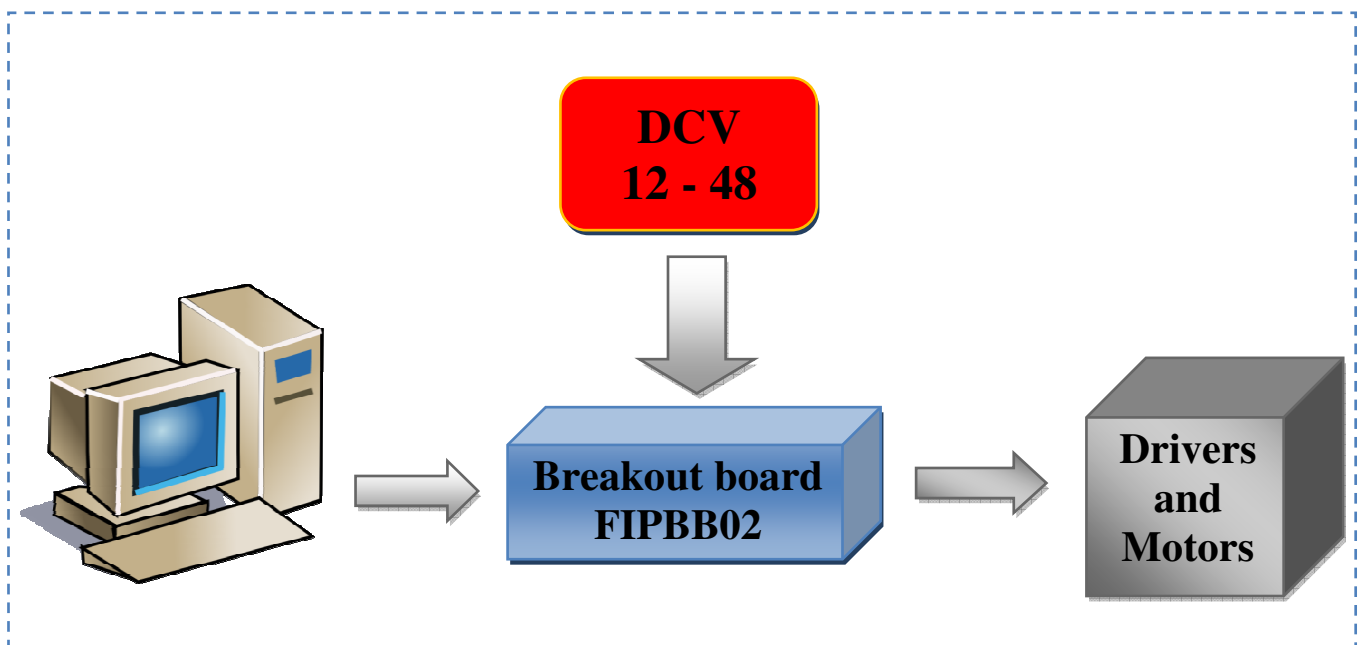 DCV
12 - 48
Breakout board
FIPBB02
Drivers
and
Motors